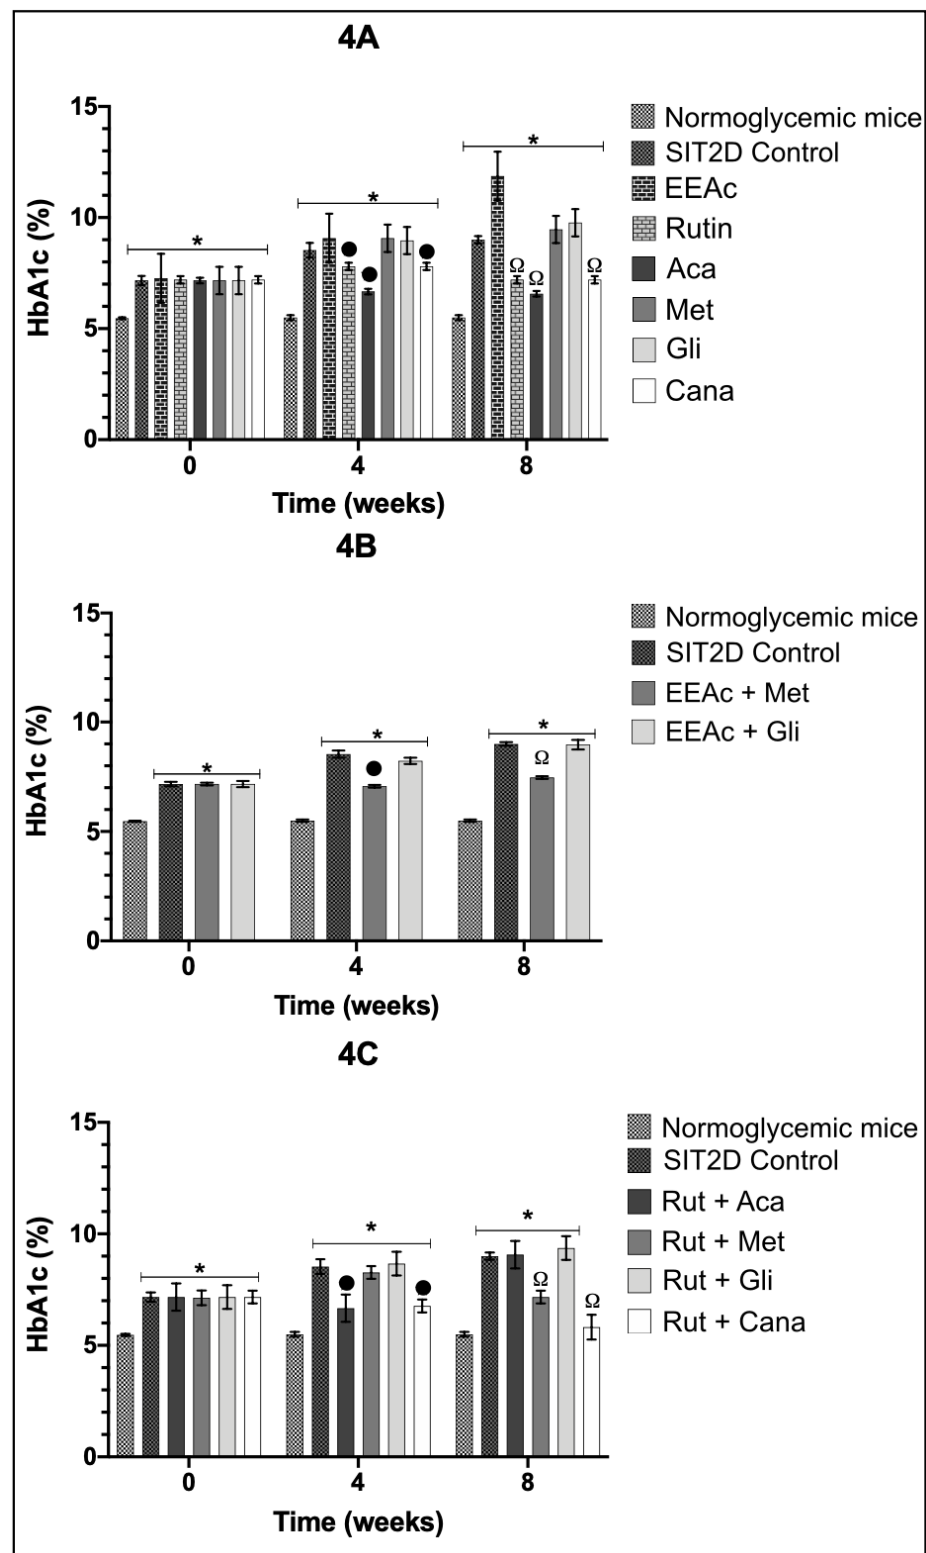 4A
15
10
5
0
HbA1c (%)
*
*
●
●
●
*
Ω
Ω
Ω
0
4
8
Time (weeks)
Normoglycemic mice
SIT2D Control
EEAc
Rutin
Aca
Met
Gli
Cana
4B
15
10
5
0
HbA1c (%)
*
*
●
*
Ω
0
4
8
Time (weeks)
Normoglycemic mice
SIT2D Control
EEAc + Met
EEAc + Gli
4C
15
10
5
0
HbA1c (%)
*
*
●
●
*
Ω
Ω
0
4
8
Time (weeks)
Normoglycemic mice
SIT2D Control
Rut + Aca
Rut + Met
Rut + Gli
Rut + Cana